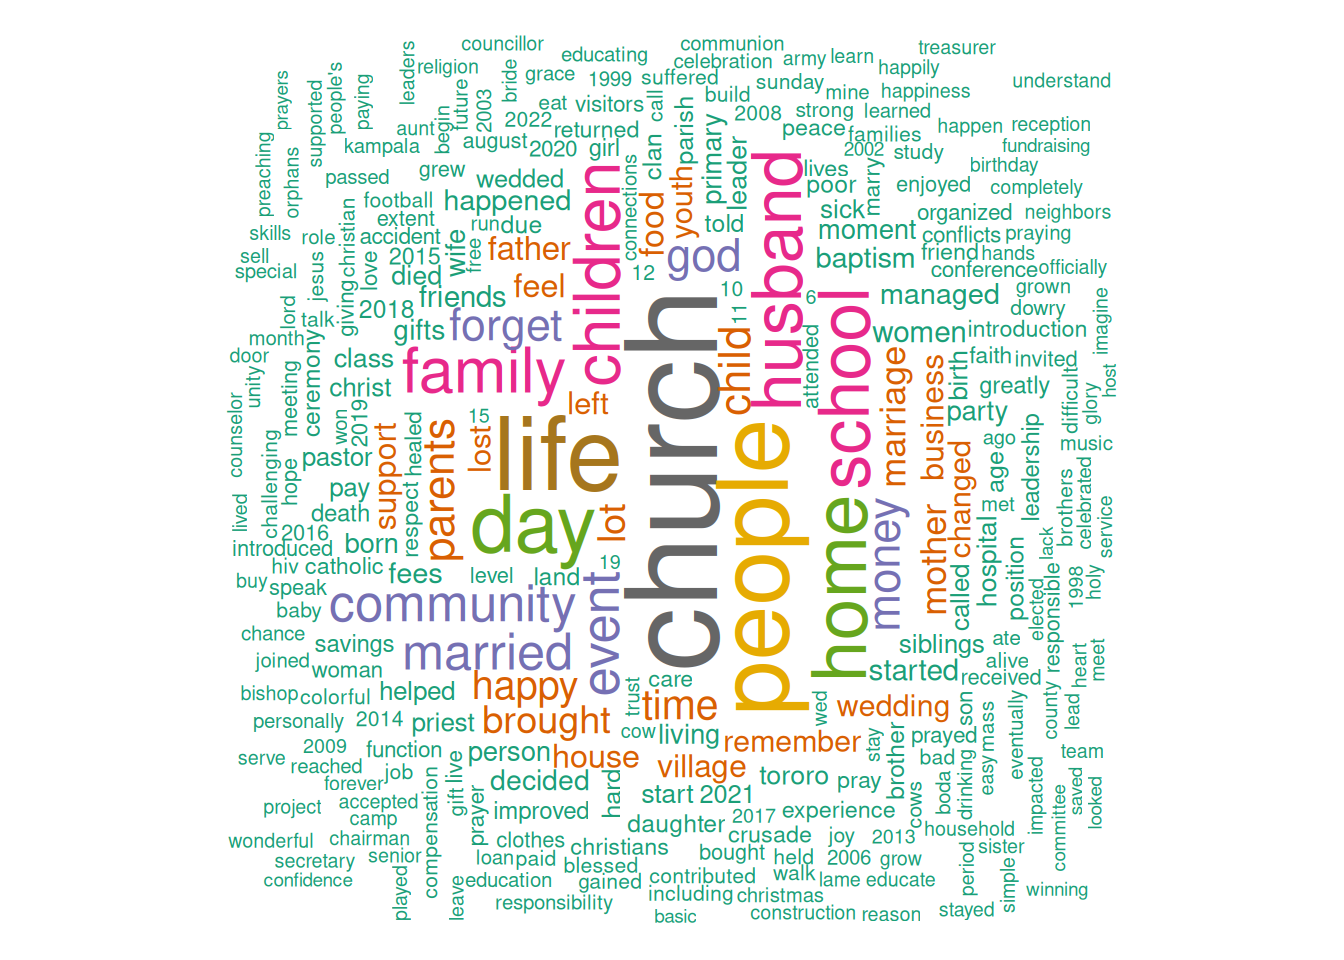 councillor
communion
treasurer
educating
celebration
army
learn
religion
grace
1999
suffered
sunday
happily
understand
leaders
bride
eat
visitors
call
build
mine
happiness
prayers
supported
people's
paying
future
2003
2022
returned
2008
strong
learned
aunt
begin
august
2020
girl
clan
parish
primary
peace
families
happen
reception
kampala
2002
study
fundraising
preaching
orphans
passed
grew
wedded
connections
youth
leader
lives
poor
marry
enjoyed
birthday
completely
football
happened
children
food
told
husband
sick
organized
neighbors
skills
role
christian
extent
run
due
god
moment
conflicts
praying
sell
accident
wife
free
father
baptism
friend
hands
special
jesus
giving
love
2015
died
feel
12
conference
officially
lord
talk
2018
friends
10
6
managed
grown
dowry
month
gifts
forget
church
11
school
women
introduction
imagine
door
ceremony
class
family
child
attended
marriage
business
birth
faith
invited
unity
meeting
christ
left
greatly
host
counselor
won
2019
15
party
difficultd
glory
challenging
hope
pastor
support
healed
parents
lost
life
people
ago
leadership
music
lived
pay
age
2016
death
respect
day
lot
home
money
mother
changed
met
brothers
celebrated
introduced
born
hospital
lack
service
hiv
catholic
fees
level
land
19
called
position
buy
speak
community
event
responsible
1998
holy
baby
elected
chance
savings
married
siblings
ate
joined
woman
started
alive
heart
meet
received
bishop
colorful
helped
happy
trust
care
county
lead
personally
2014
priest
brought
time
cow
wed
wedding
son
mass
eventually
2009
function
person
living
remember
stay
brother
prayed
team
serve
reached
house
bad
easy
forever
job
gift
live
decided
village
tororo
pray
drinking
impacted
saved
looked
project
accepted
compensation
prayer
improved
hard
start
2021
experience
cows
boda
camp
2017
committee
wonderful
chairman
clothes
daughter
crusade
joy
2013
household
secretary
senior
loan
paid
christians
bought
held
2006
grow
sister
confidence
blessed
walk
period
simple
played
leave
education
gained
contributed
lame
educate
winning
responsibility
including
christmas
basic
construction
reason
stayed